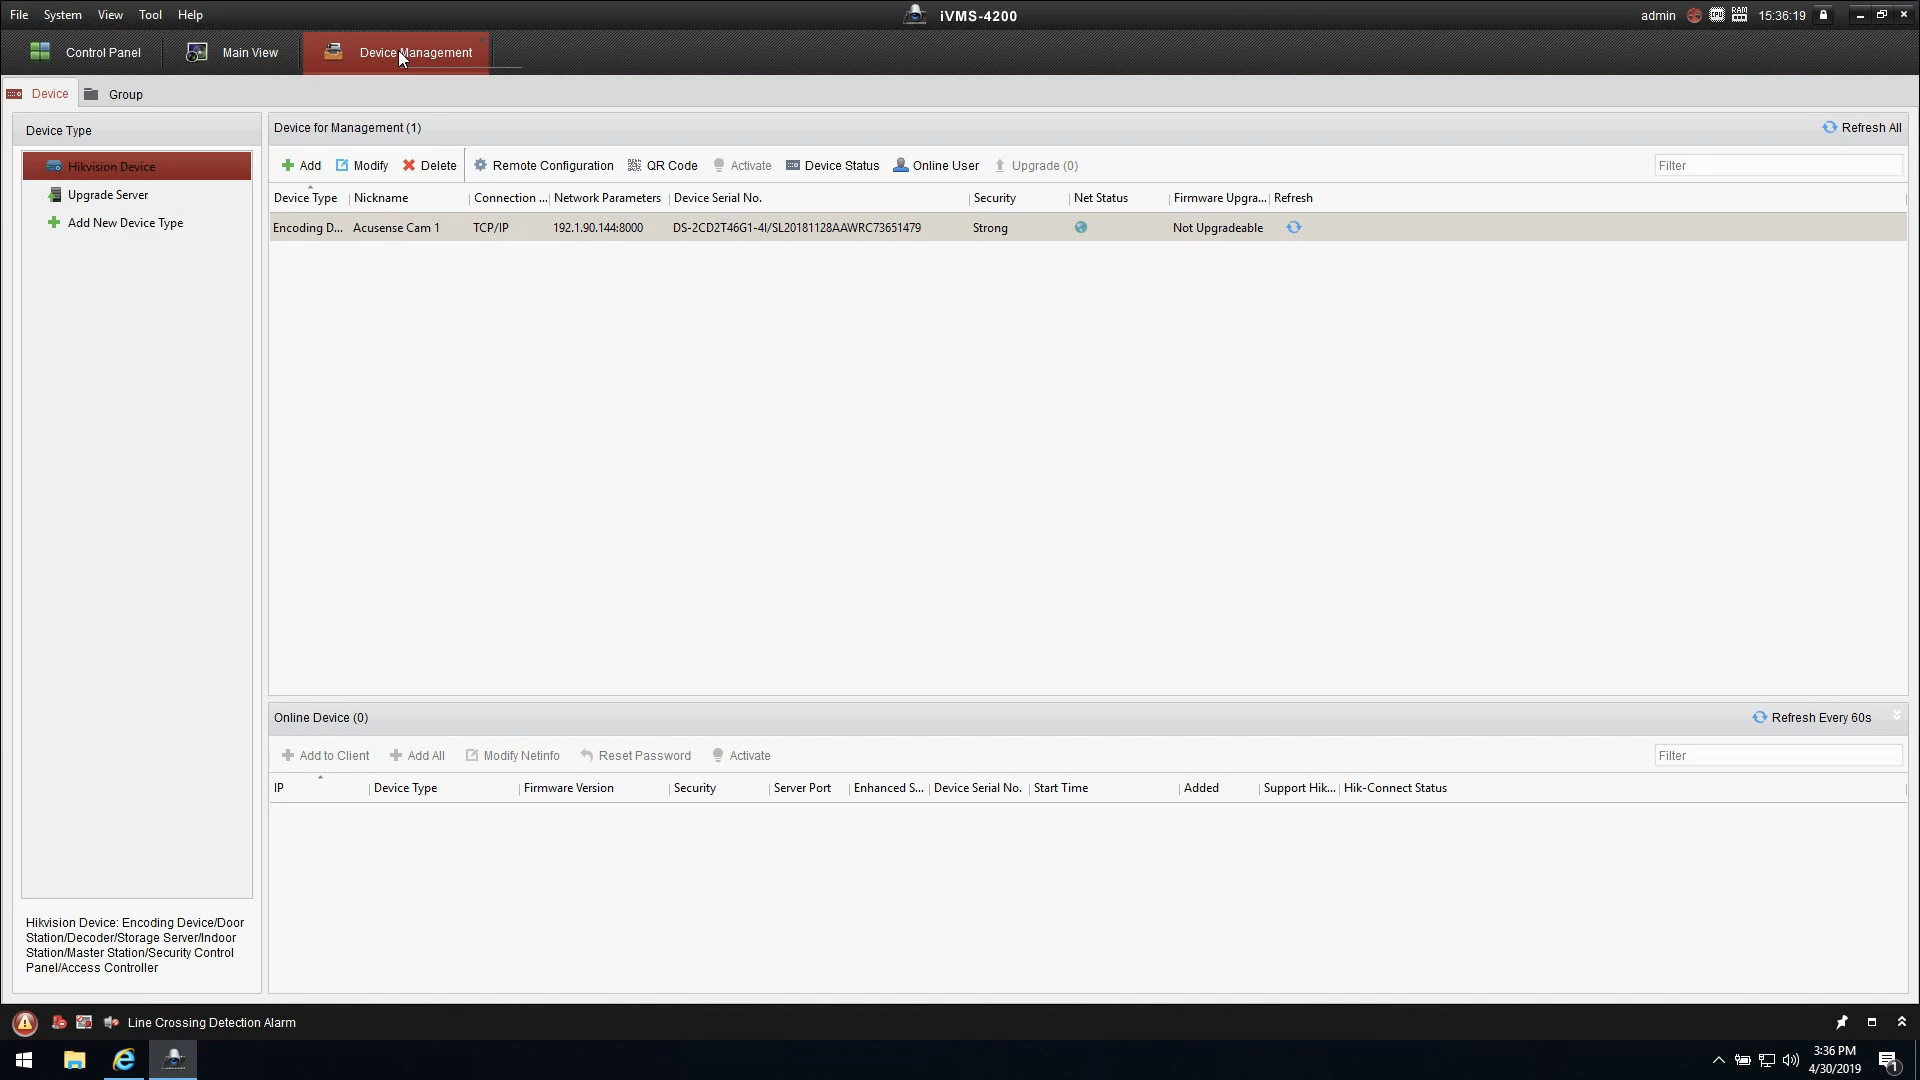 File System View Tool Help
iVMS-4200
admin
RAM
15:36:19
Control Panel Main View Device Management
Device Group
Device Type
Hikvision Device
Upgrade Server
Add New Device Type
Hikvision Device: Encoding Device/Door
Station/Decoder/Storage Server/Indoor
Station/Master Station/Security Control
Panel/Access Controller
Device for Management (1) Refresh All
Add Modify Delete Remote Configuration QR Code Activate Device Status Online User Upgrade (0) Filter
Device Type Nickname Connection ... Network Parameters Device Serial No. Security Net Status Firmware Upgra... Refresh
Encoding D... Acusense Cam 1 TCP/IP 192.1.90.144:8000 DS-2CD2T46G1-4I/SL20181128AAWRC73651479 Strong Not Upgradeable
Online Device (0) Refresh Every 60s
Add to Client Add All Modify Netinfo Reset Password Activate Filter
IP Device Type Firmware Version Security Server Port Enhanced S... Device Serial No. Start Time Added Support Hik... Hik-Connect Status
Line Crossing Detection Alarm
3:36 PM
4/30/2019
1